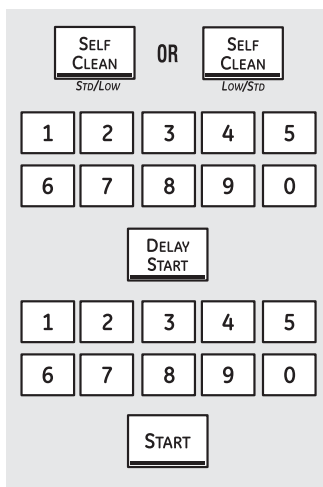 SELF CLEAN OR SELF CLEAN
STD/LOW LOW/STD
1 2 3 4 5
6 7 8 9 0
DELAY START
1 2 3 4 5
6 7 8 9 0
START